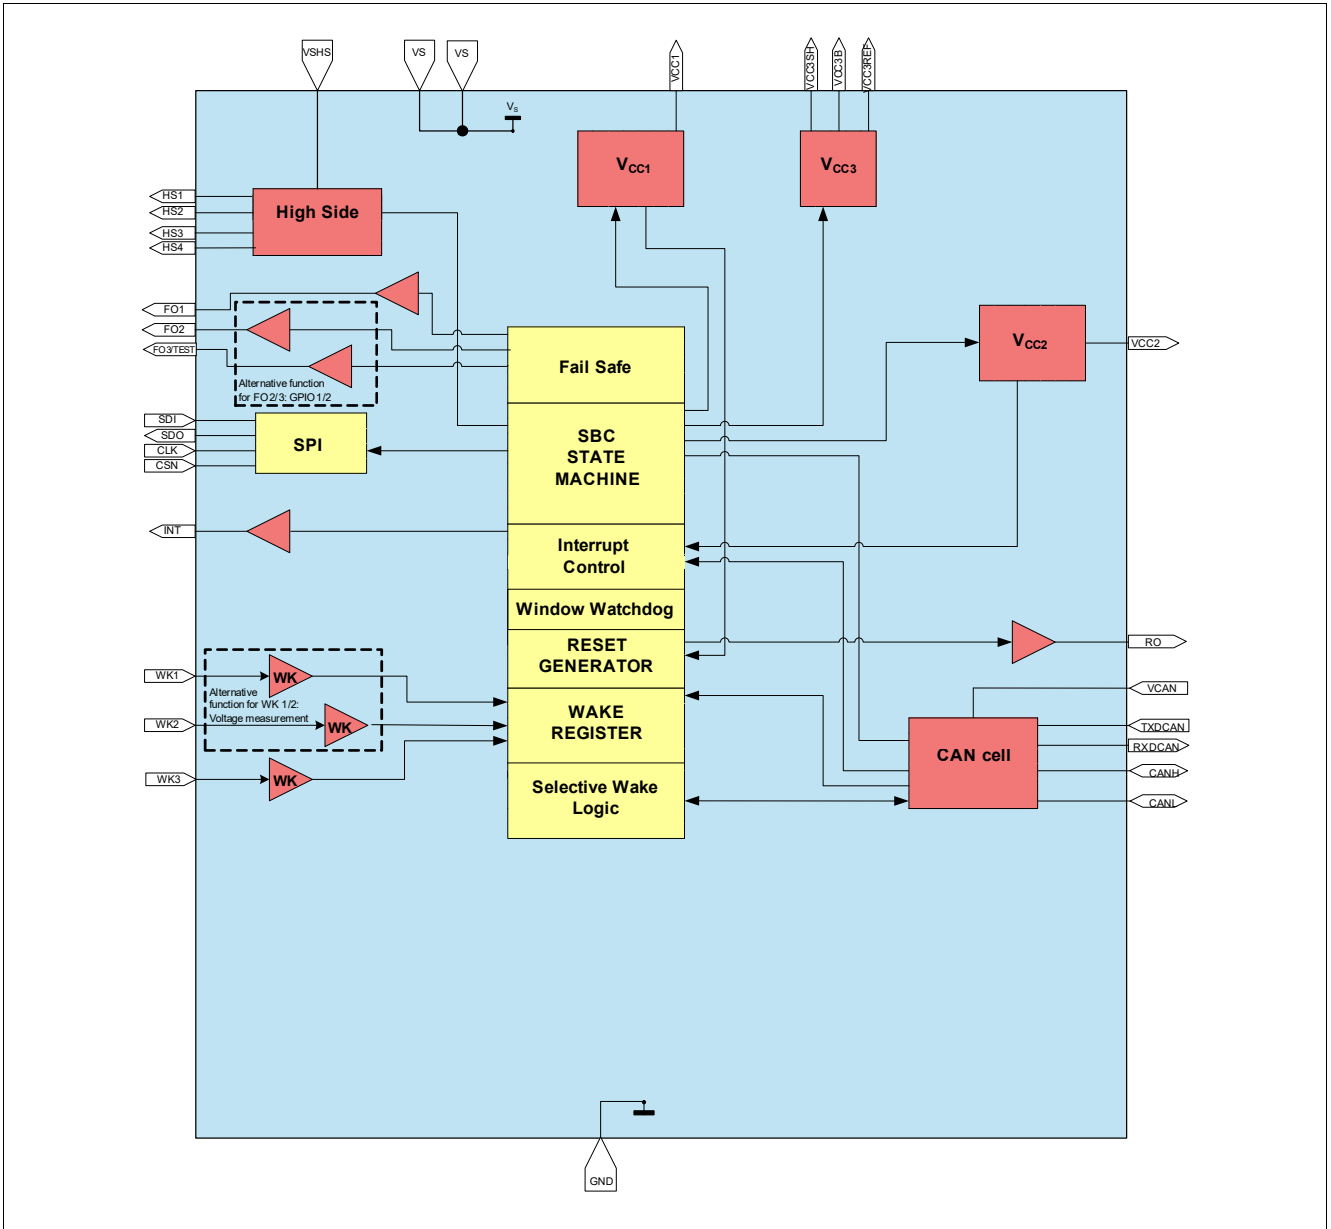 VSHS
VS
VS
VCC1
VCC3SH
VCC3B
VCC3REF
VS
VCC1
VCC3
HS1
HS2
HS3
HS4
High Side
FO1
FO2
FO3/TEST
Alternative function
for FO2/3: GPIO1/2
Fail Safe
VCC2
VCC2
SDI
SDO
CLK
CSN
SPI
SBC
STATE
MACHINE
INT
Interrupt
Control
Window Watchdog
RESET
GENERATOR
RO
WK1
WK
Alternative
function for WK 1/2:
Voltage measurement
WK2
WK
WK3
WK
WAKE
REGISTER
Selective Wake
Logic
VCAN
TXDCAN
RXDCAN
CANH
CANL
CAN cell
GND